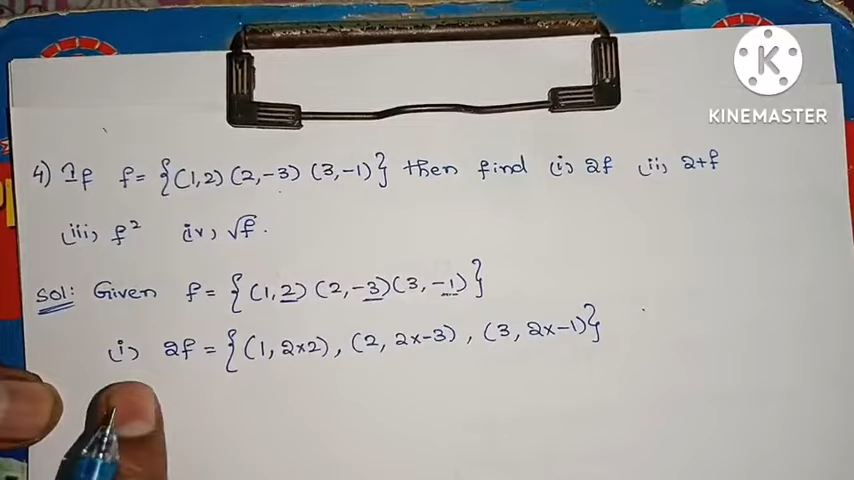 KINEMASTER
4) If f = {(1,2) (2,-3) (3,-1)} then find (i) 2f (ii) 2+f
(iii) f² (iv) √f.
Sol: Given f = {(1,2) (2,-3) (3,-1)}
(i) 2f = {(1, 2×2), (2, 2×-3), (3, 2×-1)}